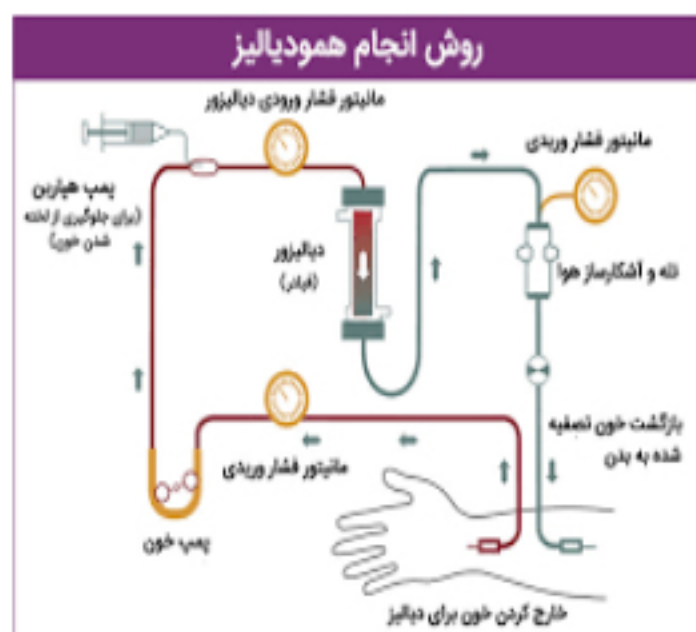 روش انجام همودیالیز
مانیتور فشار ورودی دیالیزور
مانیتور فشار وریدی
پمپ هپارین
(برای جلوگیری از لخته
شدن خون)
دیالیزور
(فیلتر)
تله و آشکارساز هوا
بازگشت خون تصفیه
شده به بدن
مانیتور فشار وریدی
پمپ خون
خارج کردن خون برای دیالیز